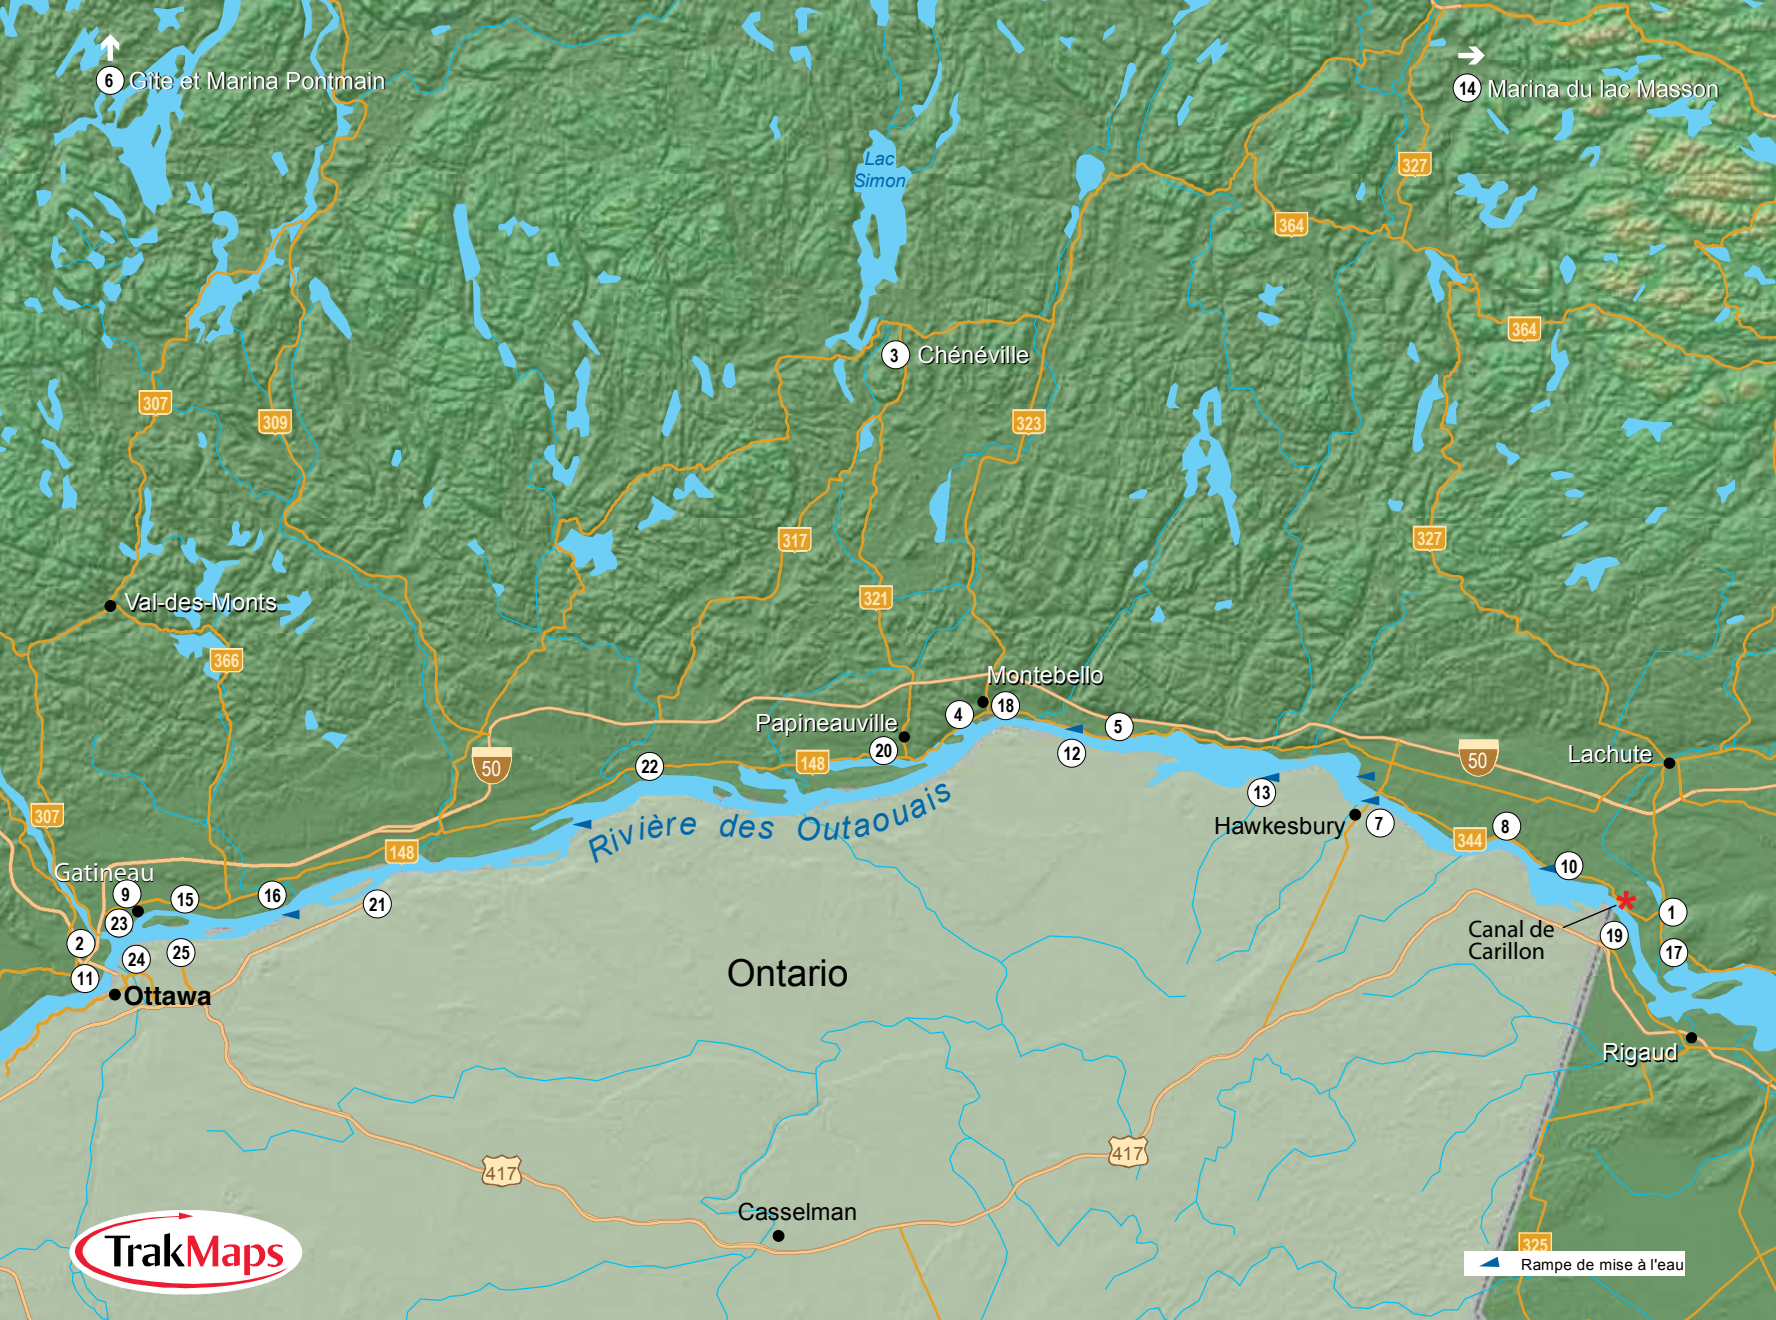 6 Gîte et Marina Pontmain
14 Marina du lac Masson
Lac
Simon
327
364
364
3 Chénéville
307
309
323
317
327
321
Val-des-Monts
366
Montebello
4
18
5
Papineauville
20
12
148
22
50
50
Lachute
13
Rivière des Outaouais
Hawkesbury
7
307
148
344
8
10
Gatineau
9
15
16
21
23
2
24
25
11
Ottawa
1
Canal de
Carillon
*
19
17
Ontario
Rigaud
417
417
Casselman
TrakMaps
325
Rampe de mise à l'eau